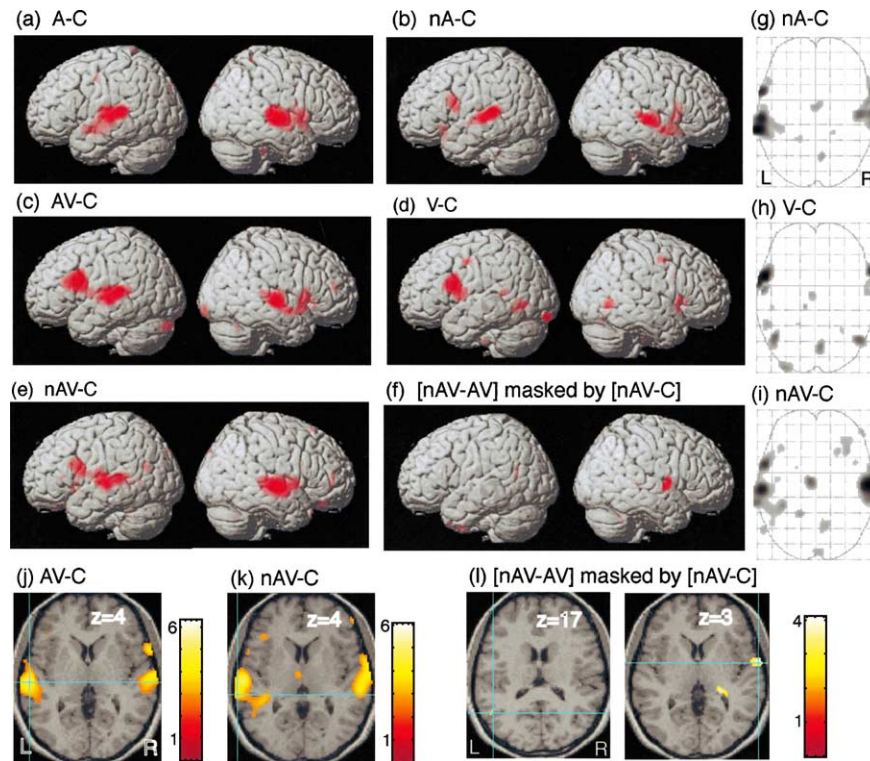 (a) A-C
(b) nA-C
(g) nA-C
L R
(c) AV-C
(d) V-C
(h) V-C
(e) nAV-C
(f) [nAV-AV] masked by [nAV-C]
(i) nAV-C
(j) AV-C
(k) nAV-C
(l) [nAV-AV] masked by [nAV-C]
z=4
6
1
z=4
6
1
z=17
z=3
4
1
L R
L R